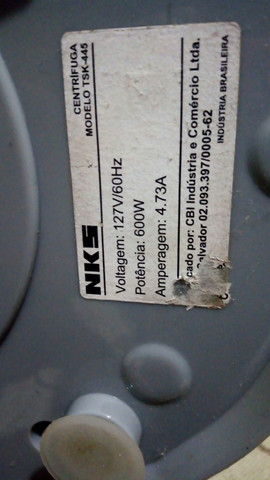 CENTRÍFUGA
MODELO TSK-445
NKS
Voltagem: 127V/60Hz
Potência: 600W
Amperagem: 4.73A
cado por: CBI Indústria e Comércio Ltda.
Salvador 02.093.397/0005-62
INDÚSTRIA BRASILEIRA